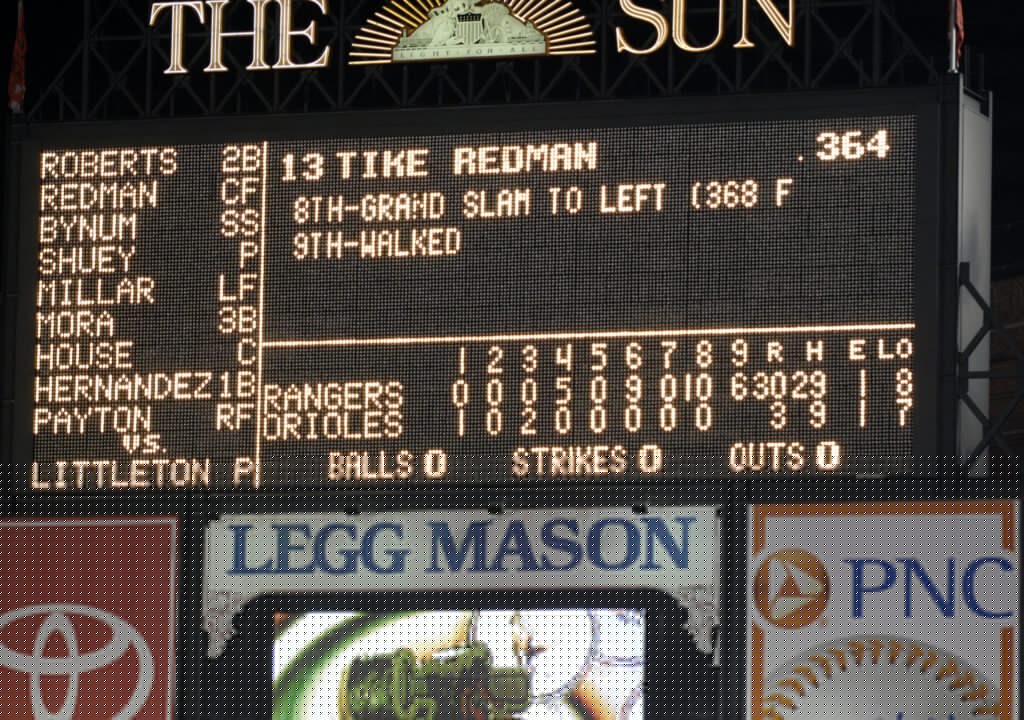 THE SUN
LIGHT FOR ALL
ROBERTS 2B
REDMAN CF
BYNUM SS
SHUEY P
MILLAR LF
MORA 3B
HOUSE C
HERNANDEZ 1B
PAYTON RF
VS.
LITTLETON P
13 TIKE REDMAN .364
8TH-GRAND SLAM TO LEFT (368 F
9TH-WALKED
1 2 3 4 5 6 7 8 9 R H E LO
RANGERS 0 0 0 5 0 9 0 10 6 30 29 1 8
ORIOLES 1 0 2 0 0 0 0 0 3 9 1 7
BALLS 0 STRIKES 0 OUTS 0
LEGG MASON
PNC